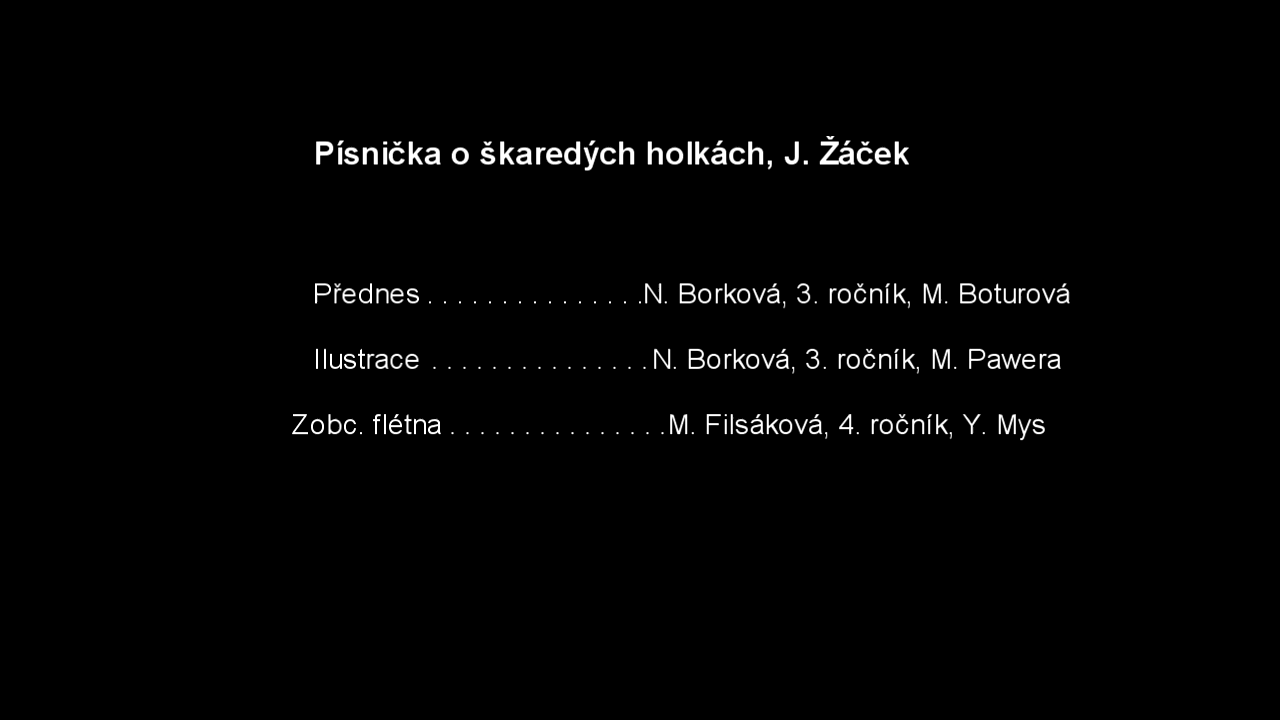 Písnička o škaredých holkách, J. Žáček
Přednes . . . . . . . . . . . . . . .N. Borková, 3. ročník, M. Boturová
Ilustrace . . . . . . . . . . . . . . . N. Borková, 3. ročník, M. Pawera
Zobc. flétna . . . . . . . . . . . . . . .M. Filsáková, 4. ročník, Y. Mys